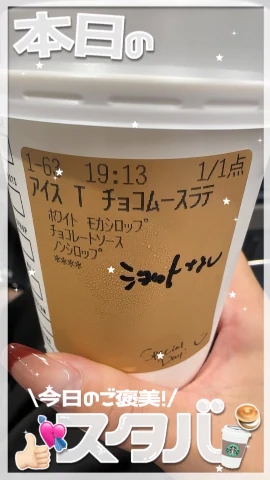 本日の
1-62 19:13 1/1点
アイス T チョコムースラテ
ホワイト モカシロップ
チョコレートソース
ノンシロップ
****
ショットナシ
Special
Day!
\今日のご褒美!/
スタバ